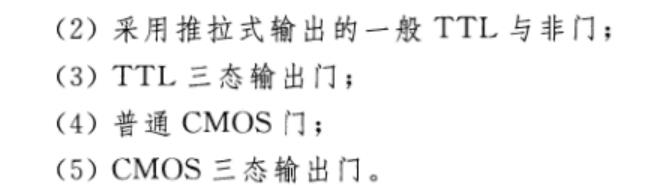 (2) 采用推拉式输出的一般 TTL 与非门;
(3) TTL 三态输出门;
(4) 普通 CMOS 门;
(5) CMOS 三态输出门。